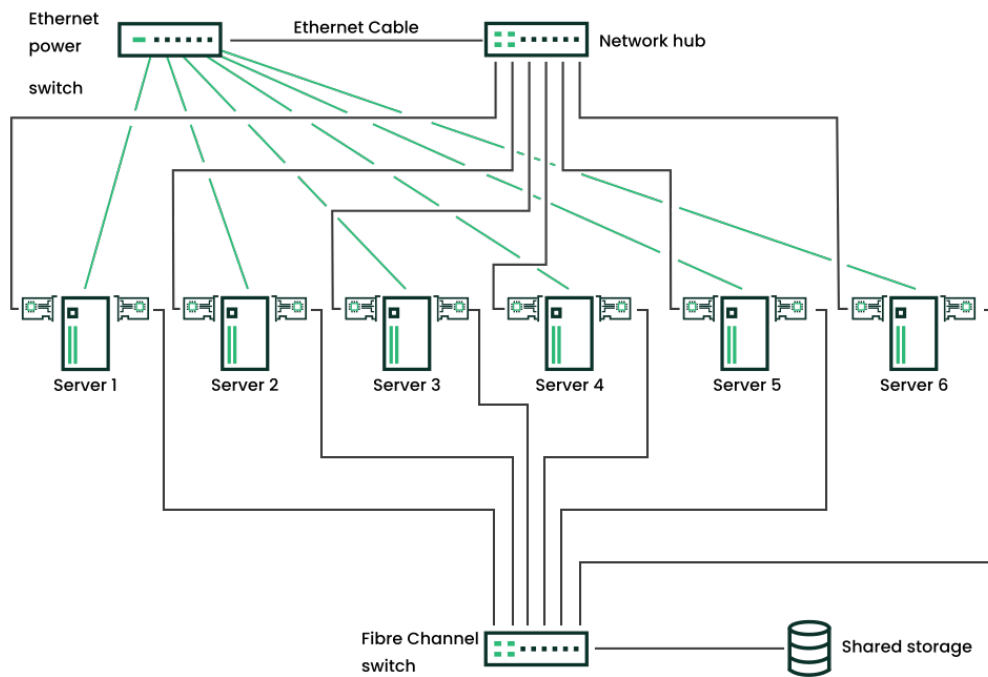 Ethernet
power
switch
Ethernet Cable
Network hub
Server 1
Server 2
Server 3
Server 4
Server 5
Server 6
Fibre Channel
switch
Shared storage